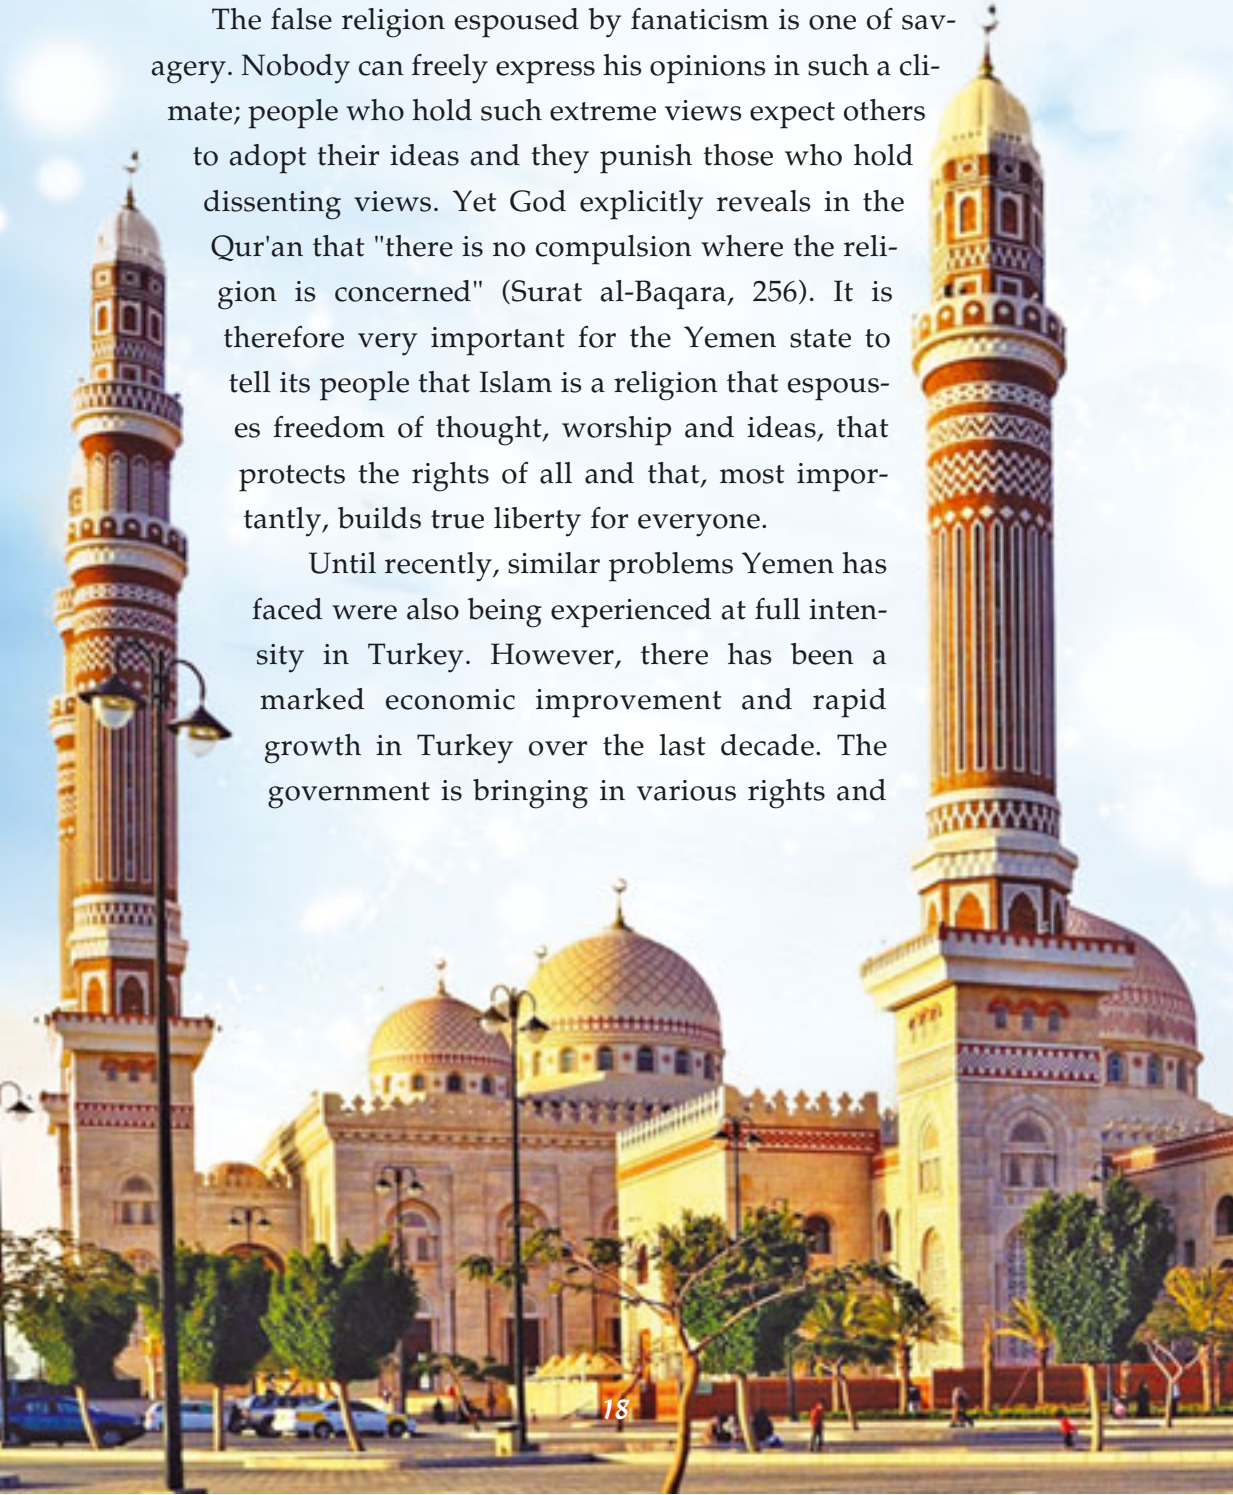 The false religion espoused by fanaticism is one of sav-
agery. Nobody can freely express his opinions in such a cli-
mate; people who hold such extreme views expect others
to adopt their ideas and they punish those who hold
dissenting views. Yet God explicitly reveals in the
Qur'an that "there is no compulsion where the reli-
gion is concerned" (Surat al-Baqara, 256). It is
therefore very important for the Yemen state to
tell its people that Islam is a religion that espous-
es freedom of thought, worship and ideas, that
protects the rights of all and that, most impor-
tantly, builds true liberty for everyone.
Until recently, similar problems Yemen has
faced were also being experienced at full inten-
sity in Turkey. However, there has been a
marked economic improvement and rapid
growth in Turkey over the last decade. The
government is bringing in various rights and
18